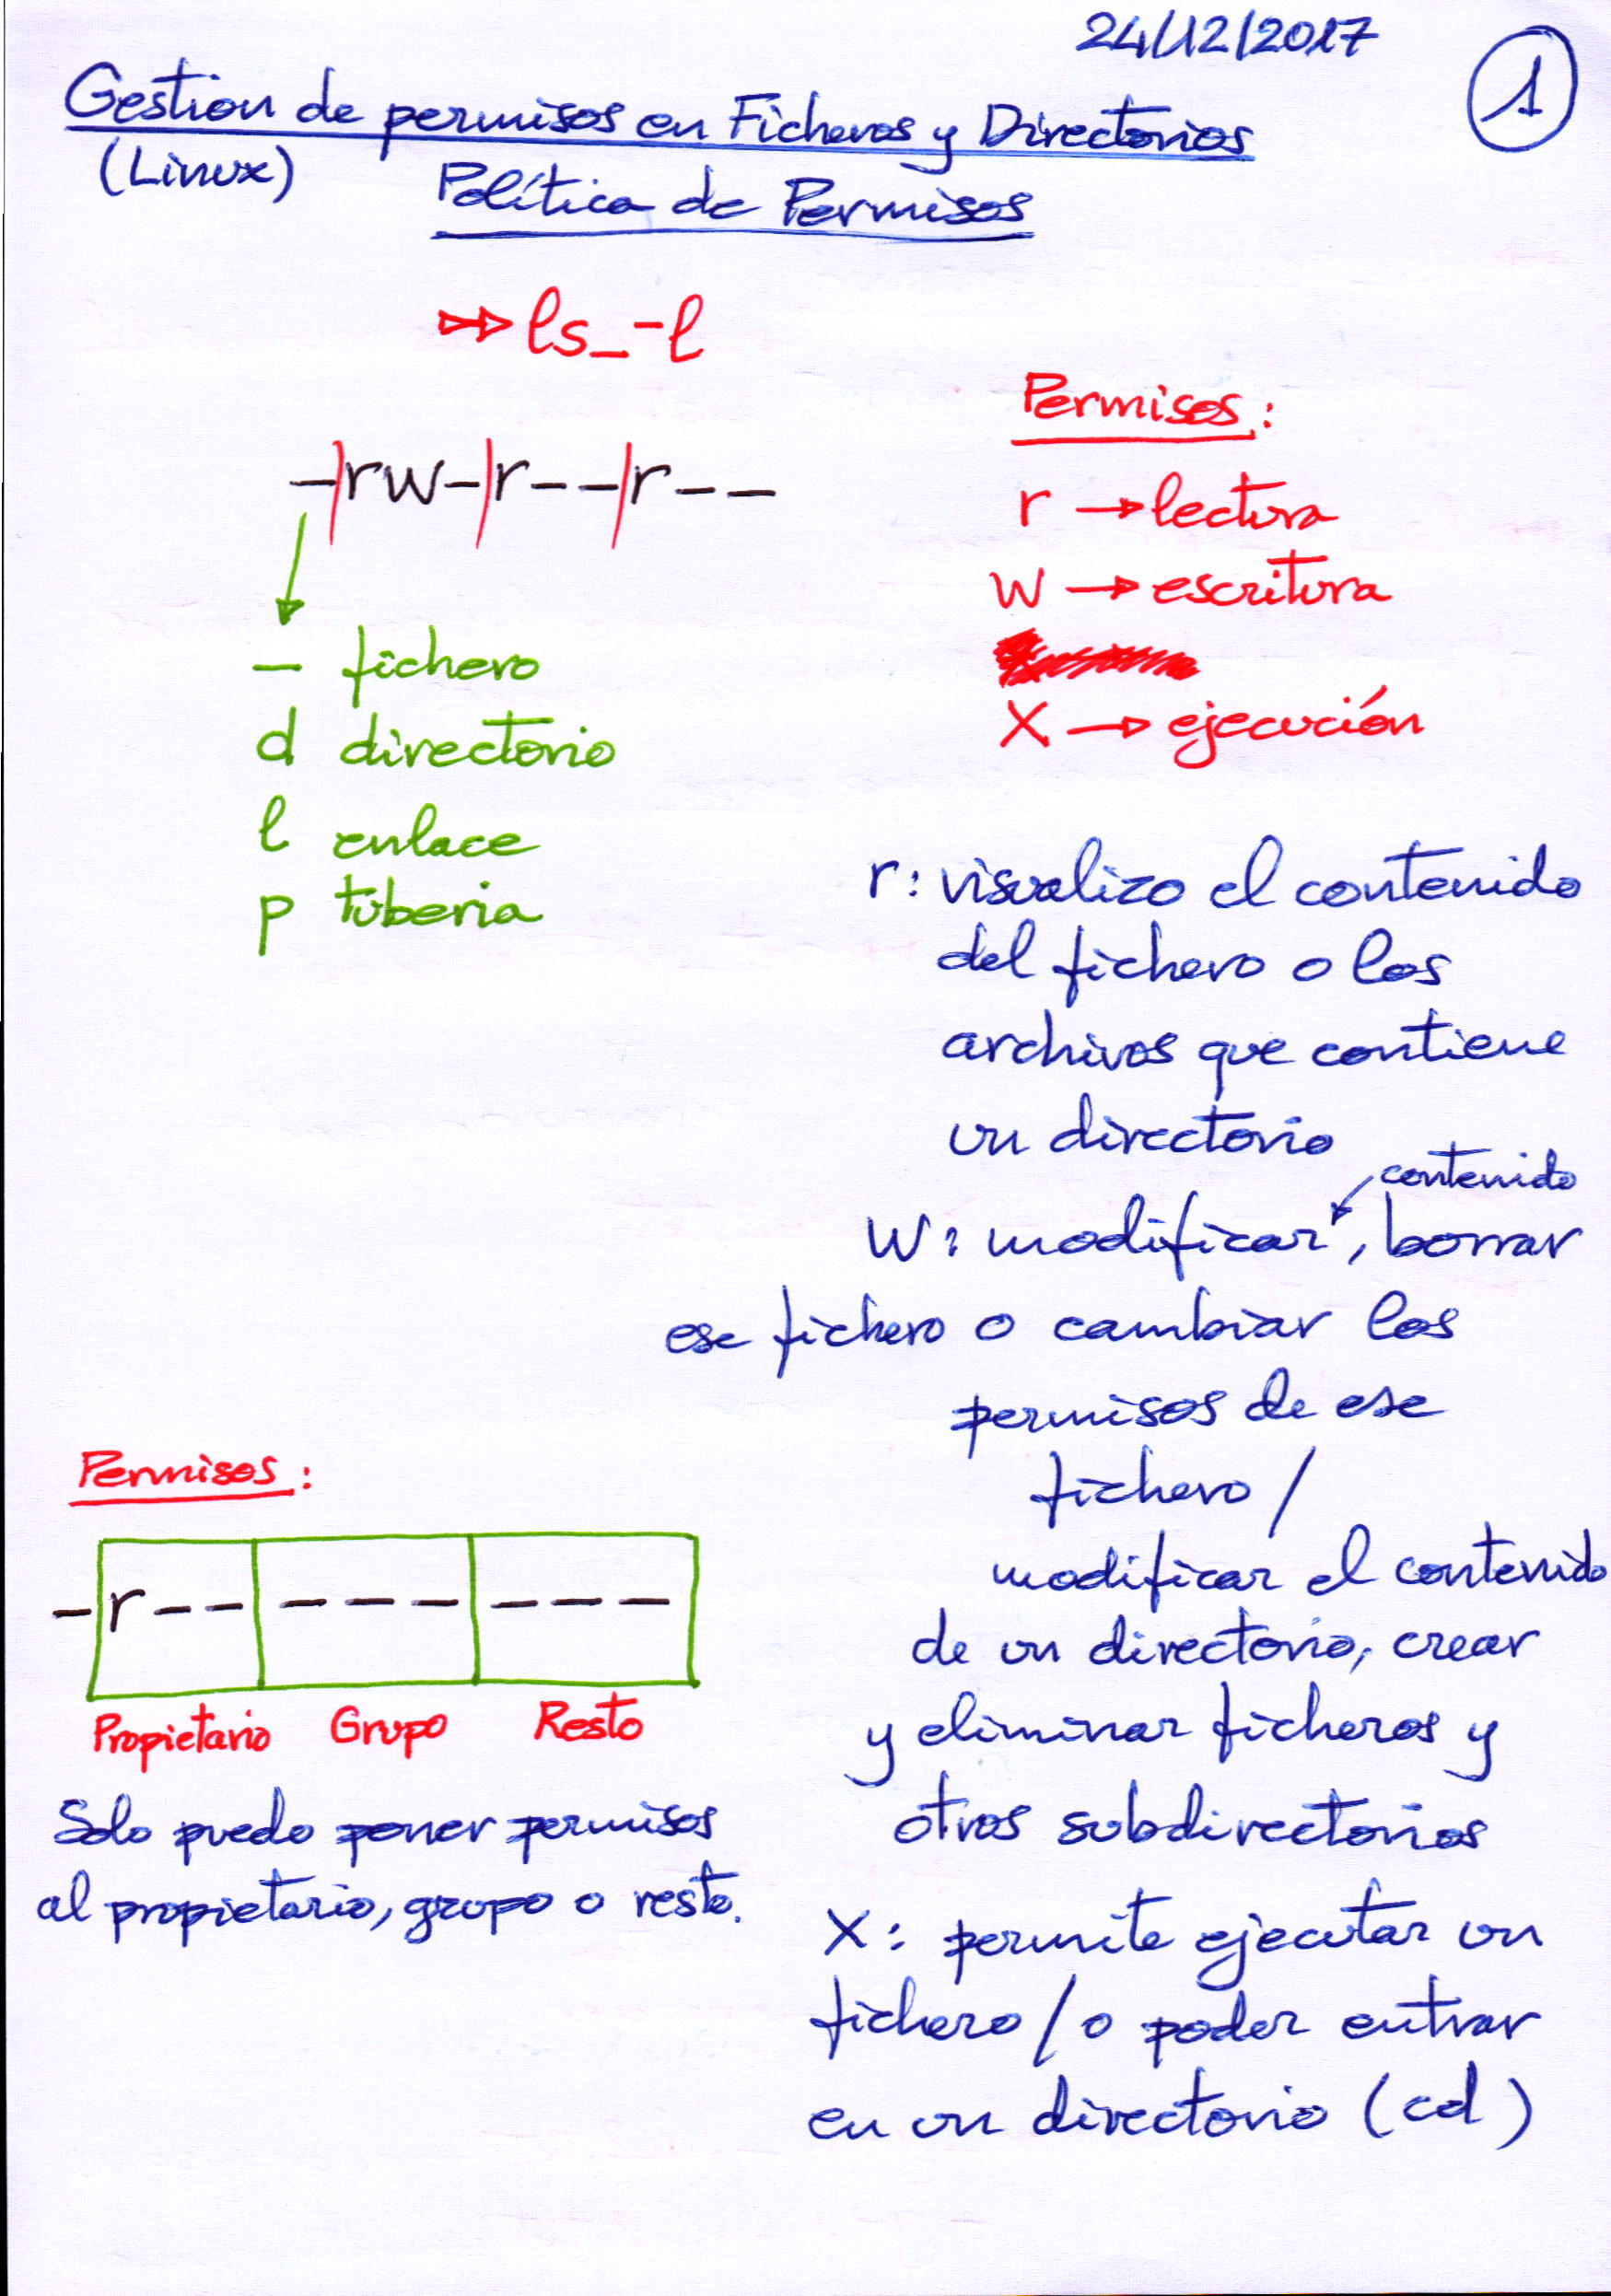 24/12/2017
1
Gestion de permisos en Ficheros y Directorios
(Linux)
Política de Permisos
ls_-l
-|rw-|r--|r--
- fichero
d directorio
l enlace
p tuberia
Permisos:
r → lectura
w → escritura
x → ejecución
r: visualizo el contenido
del fichero o los
archivos que contiene
un directorio
contenido
w: modificar, borrar
ese fichero o cambiar los
permisos de ese
fichero /
modificar el contenido
de un directorio, crear
y eliminar ficheros y
otros subdirectorios
x: permite ejecutar un
fichero / o poder entrar
en un directorio (cd)
Permisos:
-r-- --- ---
Propietario Grupo Resto
Solo puedo poner permisos
al propietario, grupo o resto.